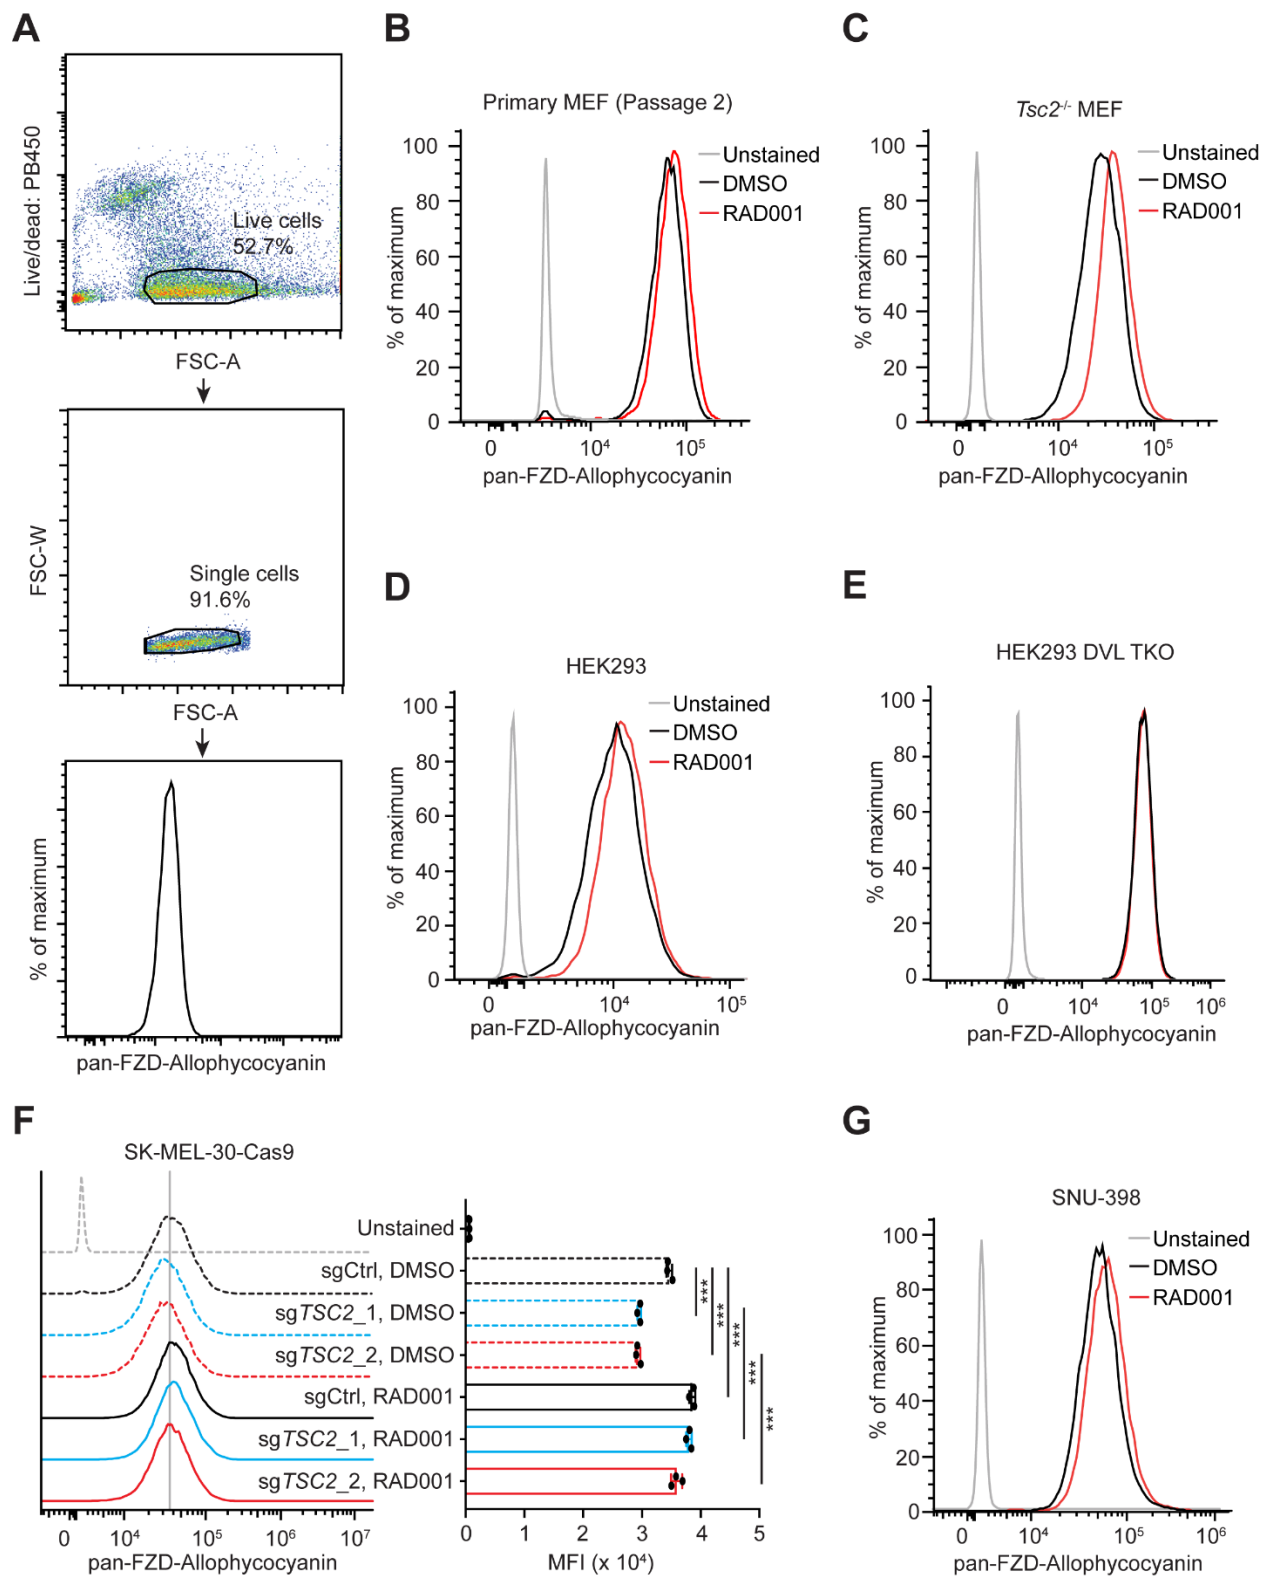 A
Live/dead: PB450
Live cells
52.7%
FSC-A
FSC-W
Single cells
91.6%
FSC-A
% of maximum
pan-FZD-Allophycocyanin
B
Primary MEF (Passage 2)
Unstained
DMSO
RAD001
% of maximum
100
80
60
40
20
0
0 10⁴ 10⁵
pan-FZD-Allophycocyanin
C
Tsc2-/- MEF
Unstained
DMSO
RAD001
% of maximum
100
80
60
40
20
0
0 10⁴ 10⁵
pan-FZD-Allophycocyanin
D
HEK293
Unstained
DMSO
RAD001
% of maximum
100
80
60
40
20
0
0 10⁴ 10⁵
pan-FZD-Allophycocyanin
E
HEK293 DVL TKO
% of maximum
100
80
60
40
20
0
0 10⁴ 10⁵ 10⁶
pan-FZD-Allophycocyanin
F
SK-MEL-30-Cas9
Unstained
sgCtrl, DMSO
sgTSC2_1, DMSO
sgTSC2_2, DMSO
sgCtrl, RAD001
sgTSC2_1, RAD001
sgTSC2_2, RAD001
0 10⁴ 10⁵ 10⁶ 10⁷
pan-FZD-Allophycocyanin
***
***
***
***
***
0 1 2 3 4 5
MFI (x 10⁴)
G
SNU-398
Unstained
DMSO
RAD001
% of maximum
100
80
60
40
20
0
0 10⁴ 10⁵ 10⁶
pan-FZD-Allophycocyanin